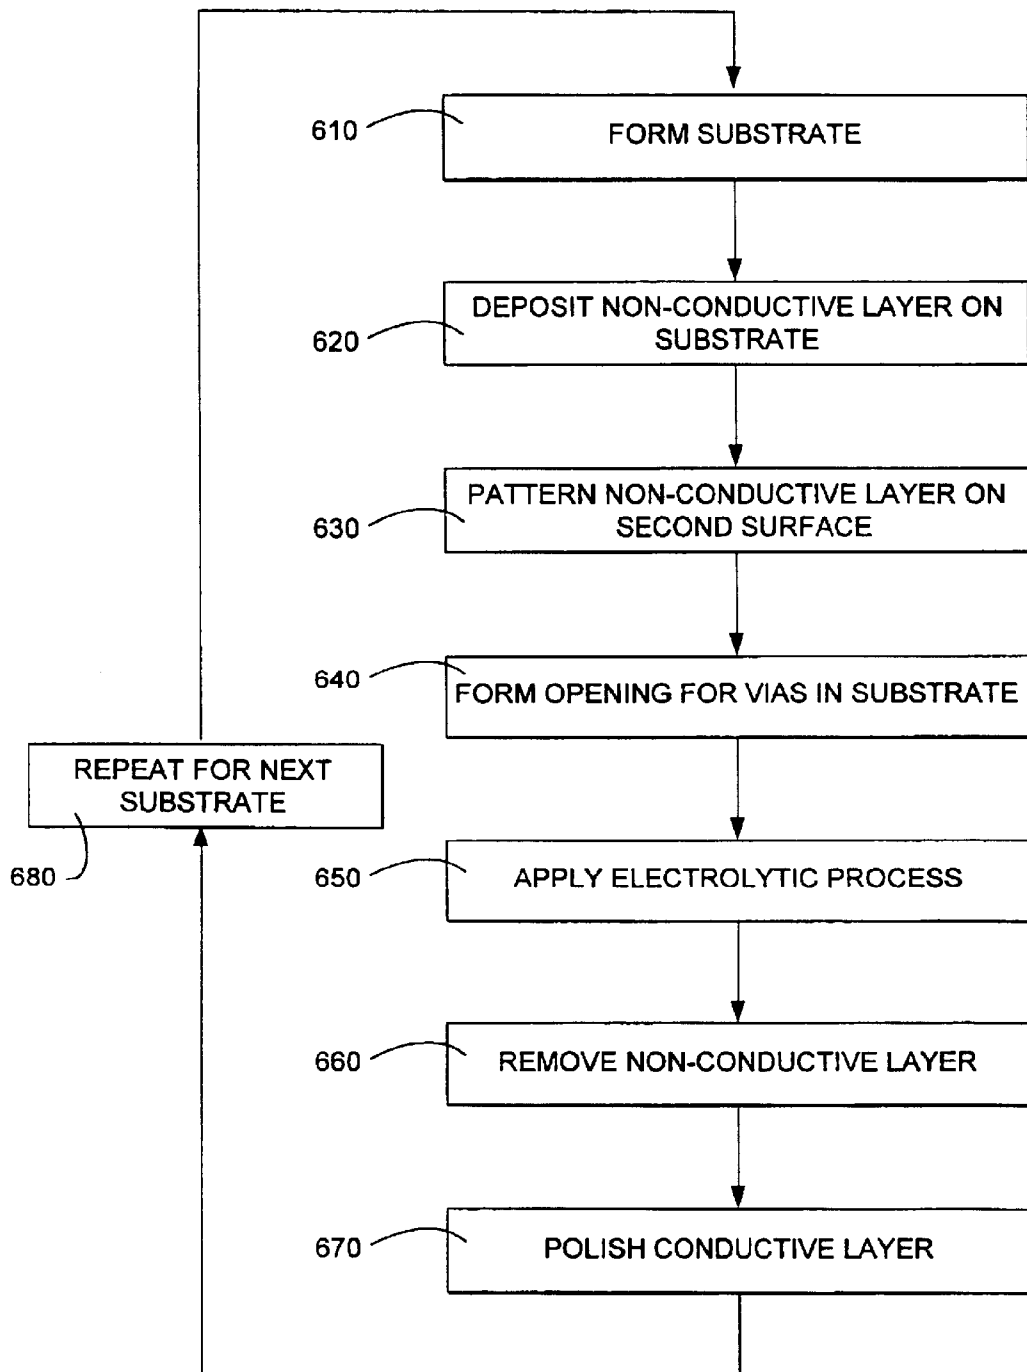 610
FORM SUBSTRATE
620
DEPOSIT NON-CONDUCTIVE LAYER ON
SUBSTRATE
630
PATTERN NON-CONDUCTIVE LAYER ON
SECOND SURFACE
640
FORM OPENING FOR VIAS IN SUBSTRATE
REPEAT FOR NEXT
SUBSTRATE
680
650
APPLY ELECTROLYTIC PROCESS
660
REMOVE NON-CONDUCTIVE LAYER
670
POLISH CONDUCTIVE LAYER